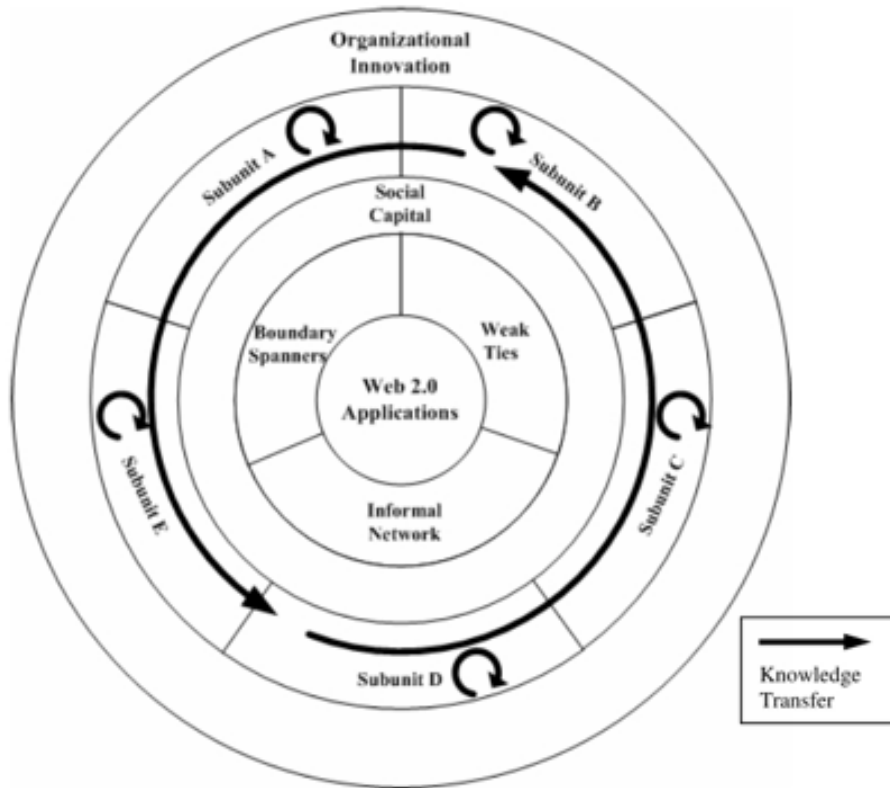 Organizational
Innovation
Subunit A
Subunit B
Social
Capital
Boundary
Spanners
Weak
Ties
Web 2.0
Applications
Subunit E
Subunit C
Informal
Network
Subunit D
Knowledge
Transfer